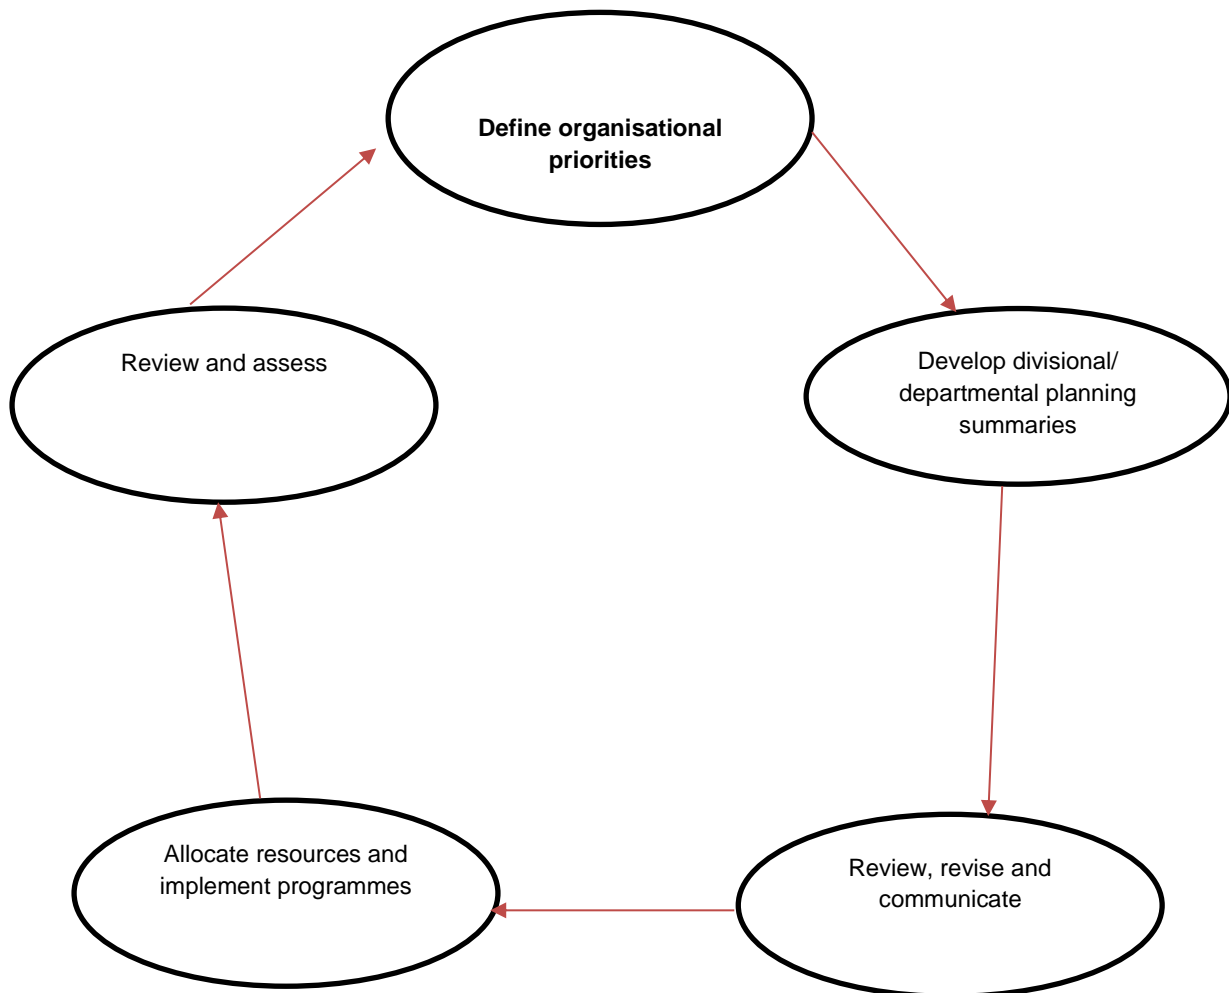 Define organisational
priorities
Develop divisional/
departmental planning
summaries
Review, revise and
communicate
Allocate resources and
implement programmes
Review and assess